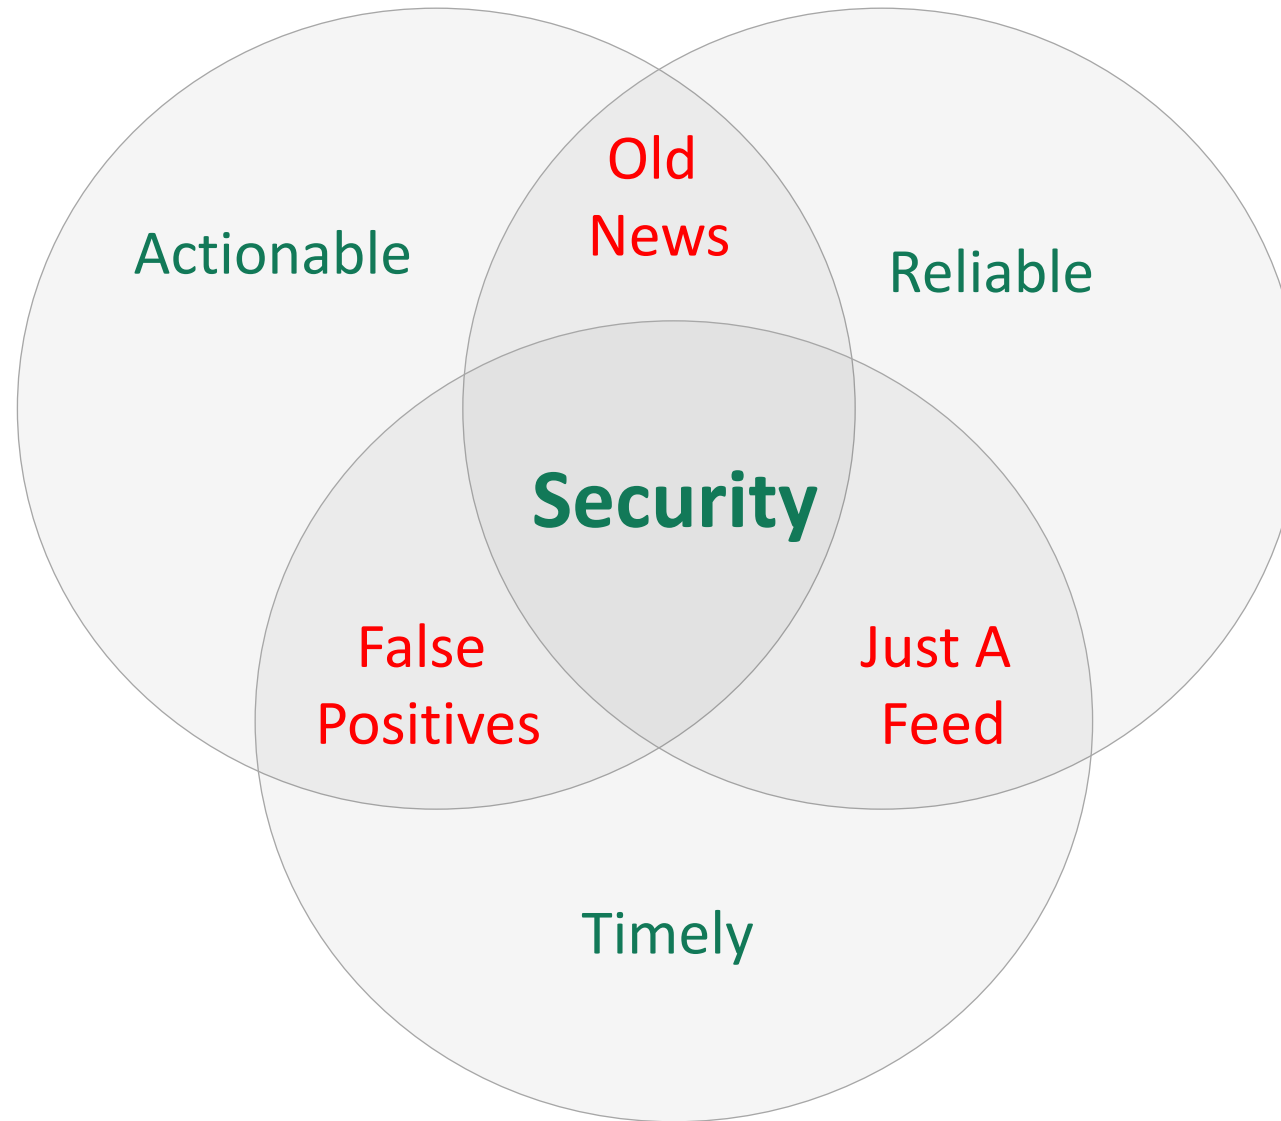 Old
News
Actionable
Reliable
Security
False
Positives
Just A
Feed
Timely